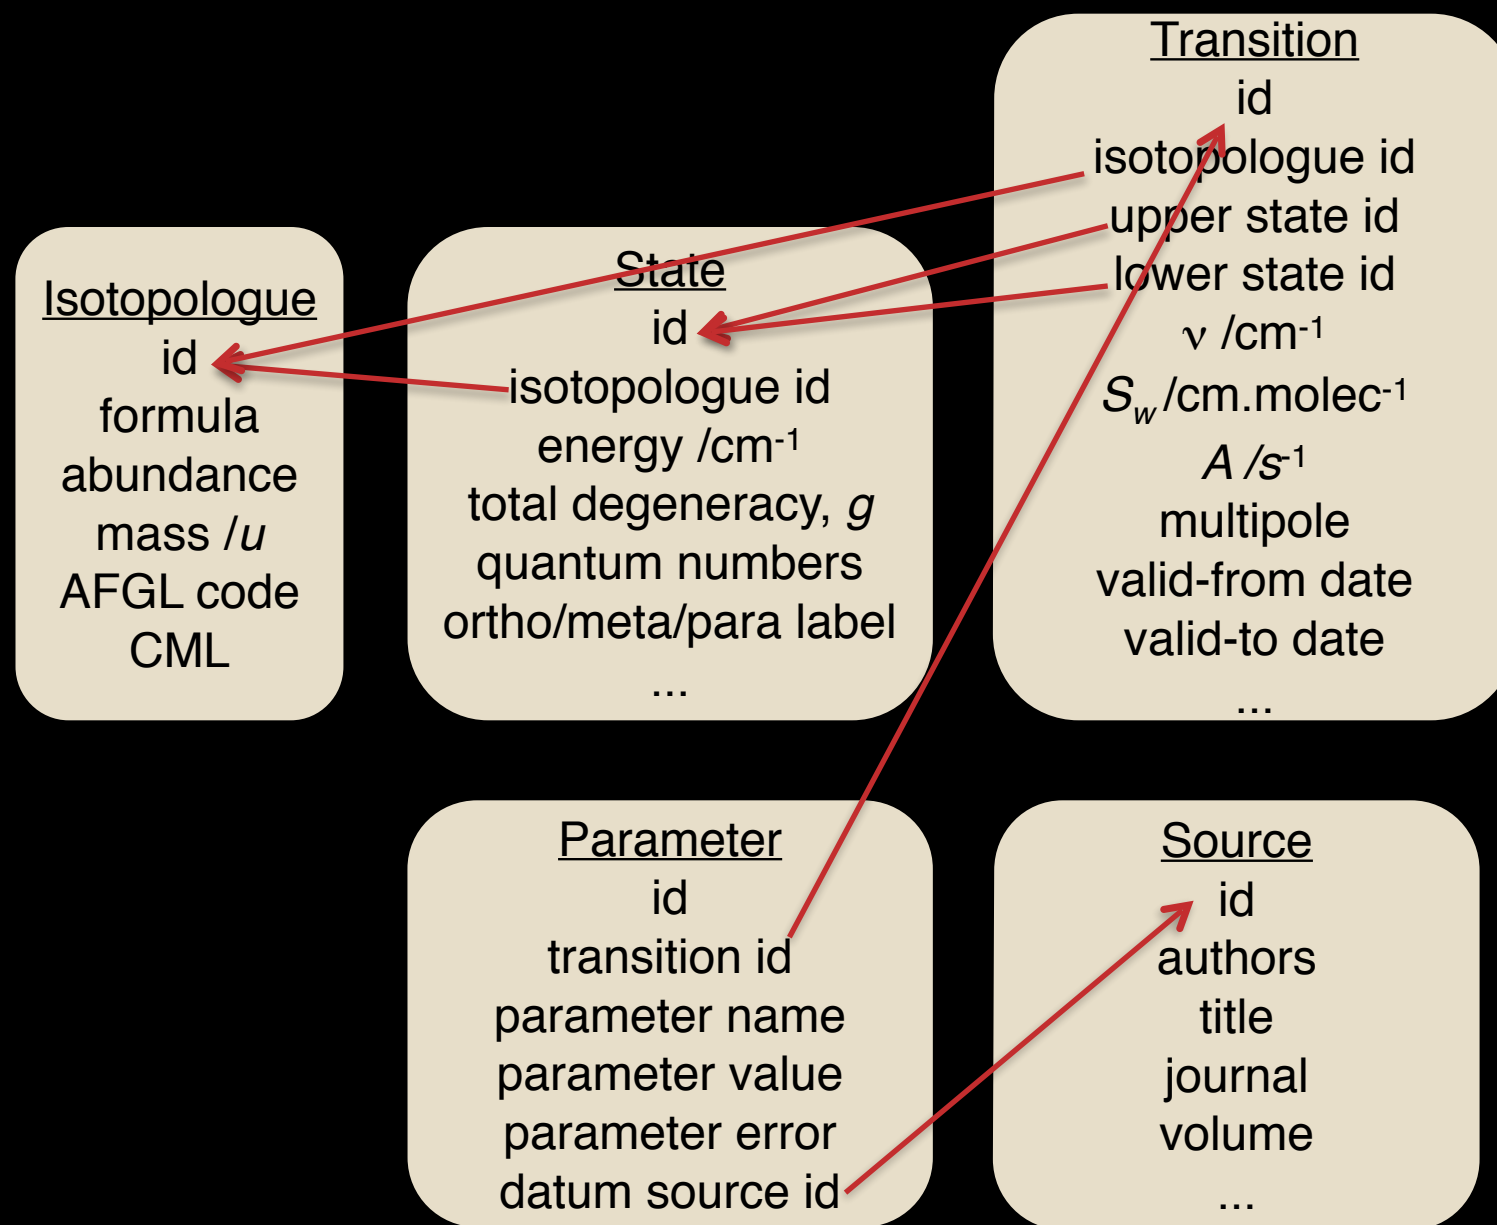 Isotopologue
id
formula
abundance
mass /u
AFGL code
CML
State
id
isotopologue id
energy /cm-1
total degeneracy, g
quantum numbers
ortho/meta/para label
...
Transition
id
isotopologue id
upper state id
lower state id
ν /cm-1
Sw /cm.molec-1
A /s-1
multipole
valid-from date
valid-to date
...
Parameter
id
transition id
parameter name
parameter value
parameter error
datum source id
Source
id
authors
title
journal
volume
...